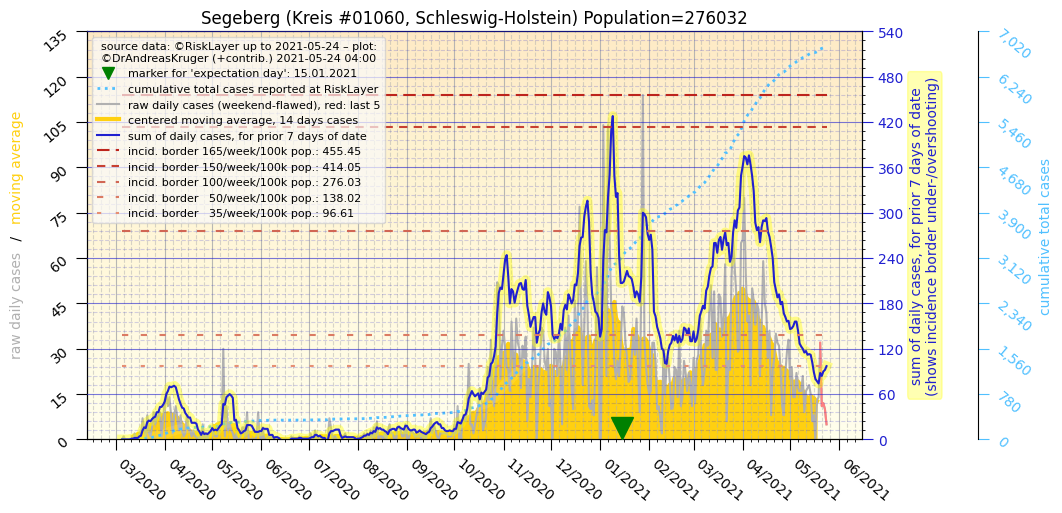 Segeberg (Kreis #01060, Schleswig-Holstein) Population=276032
source data: ©RiskLayer up to 2021-05-24 – plot:
©DrAndreasKruger (+contrib.) 2021-05-24 04:00
marker for 'expectation day': 15.01.2021
cumulative total cases reported at RiskLayer
raw daily cases (weekend-flawed), red: last 5
centered moving average, 14 days cases
sum of daily cases, for prior 7 days of date
incid. border 165/week/100k pop.: 455.45
incid. border 150/week/100k pop.: 414.05
incid. border 100/week/100k pop.: 276.03
incid. border 50/week/100k pop.: 138.02
incid. border 35/week/100k pop.: 96.61
raw daily cases / moving average
135
120
105
90
75
60
45
30
15
0
03/2020
04/2020
05/2020
06/2020
07/2020
08/2020
09/2020
10/2020
11/2020
12/2020
01/2021
02/2021
03/2021
04/2021
05/2021
06/2021
540
480
420
360
300
240
180
120
60
0
sum of daily cases, for prior 7 days of date
(shows incidence border under-/overshooting)
7,020
6,240
5,460
4,680
3,900
3,120
2,340
1,560
780
0
cumulative total cases